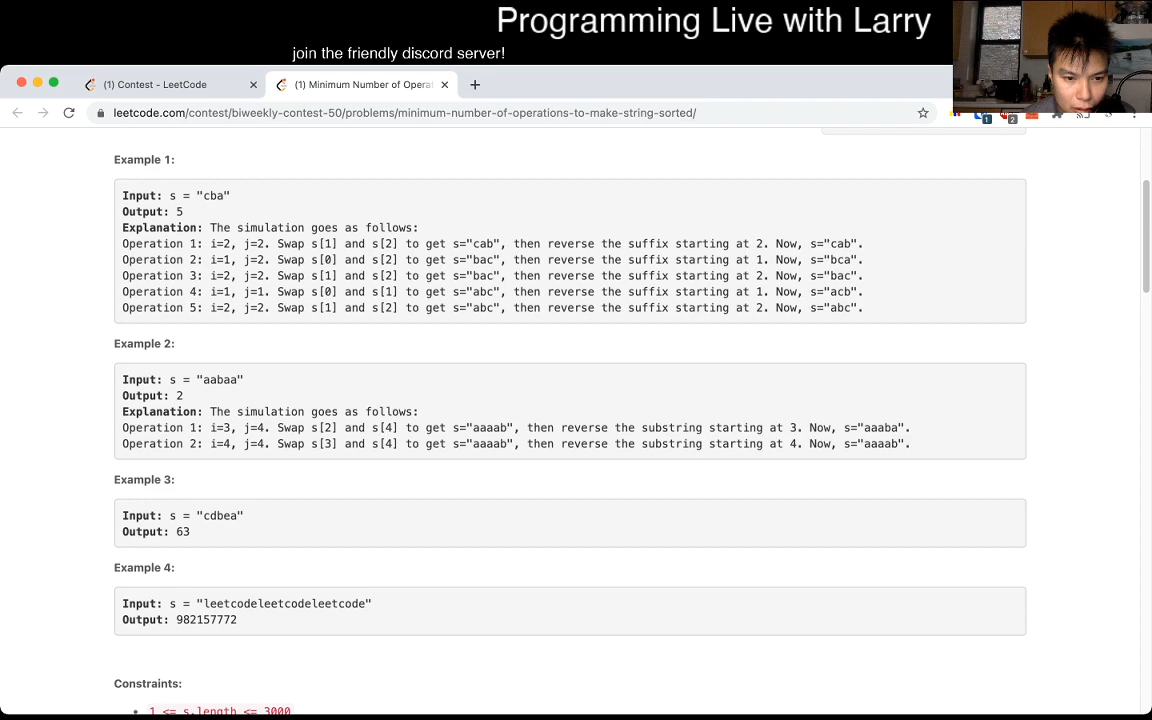 Programming Live with Larry
join the friendly discord server!
(1) Contest - LeetCode
(1) Minimum Number of Opera
leetcode.com/contest/biweekly-contest-50/problems/minimum-number-of-operations-to-make-string-sorted/
1
2
Example 1:
Input: s = "cba"
Output: 5
Explanation: The simulation goes as follows:
Operation 1: i=2, j=2. Swap s[1] and s[2] to get s="cab", then reverse the suffix starting at 2. Now, s="cab".
Operation 2: i=1, j=2. Swap s[0] and s[2] to get s="bac", then reverse the suffix starting at 1. Now, s="bca".
Operation 3: i=2, j=2. Swap s[1] and s[2] to get s="bac", then reverse the suffix starting at 2. Now, s="bac".
Operation 4: i=1, j=1. Swap s[0] and s[1] to get s="abc", then reverse the suffix starting at 1. Now, s="acb".
Operation 5: i=2, j=2. Swap s[1] and s[2] to get s="abc", then reverse the suffix starting at 2. Now, s="abc".
Example 2:
Input: s = "aabaa"
Output: 2
Explanation: The simulation goes as follows:
Operation 1: i=3, j=4. Swap s[2] and s[4] to get s="aaaab", then reverse the substring starting at 3. Now, s="aaaba".
Operation 2: i=4, j=4. Swap s[3] and s[4] to get s="aaaab", then reverse the substring starting at 4. Now, s="aaaab".
Example 3:
Input: s = "cdbea"
Output: 63
Example 4:
Input: s = "leetcodeleetcodeleetcode"
Output: 982157772
Constraints:
1 <= s.length <= 3000